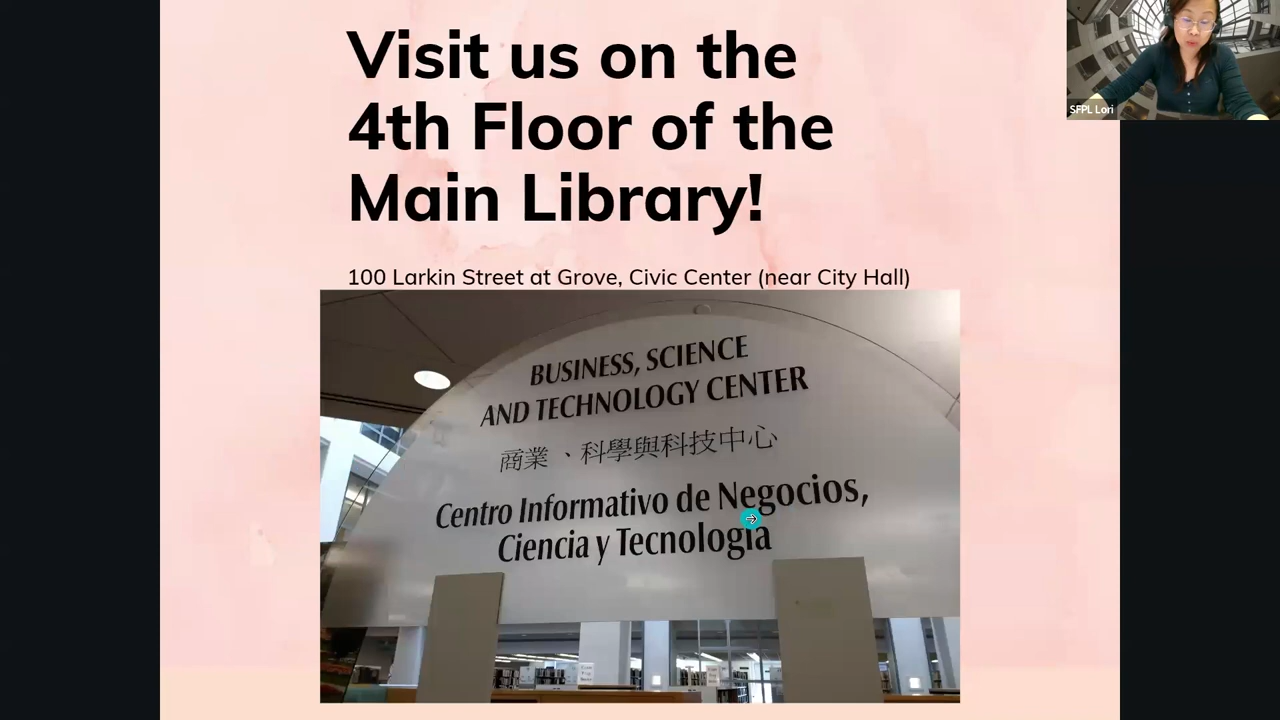 Visit us on the
4th Floor of the
Main Library!
100 Larkin Street at Grove, Civic Center (near City Hall)
BUSINESS, SCIENCE
AND TECHNOLOGY CENTER
商業、科學與科技中心
Centro Informativo de Negocios,
Ciencia y Tecnología
SFPL Lori